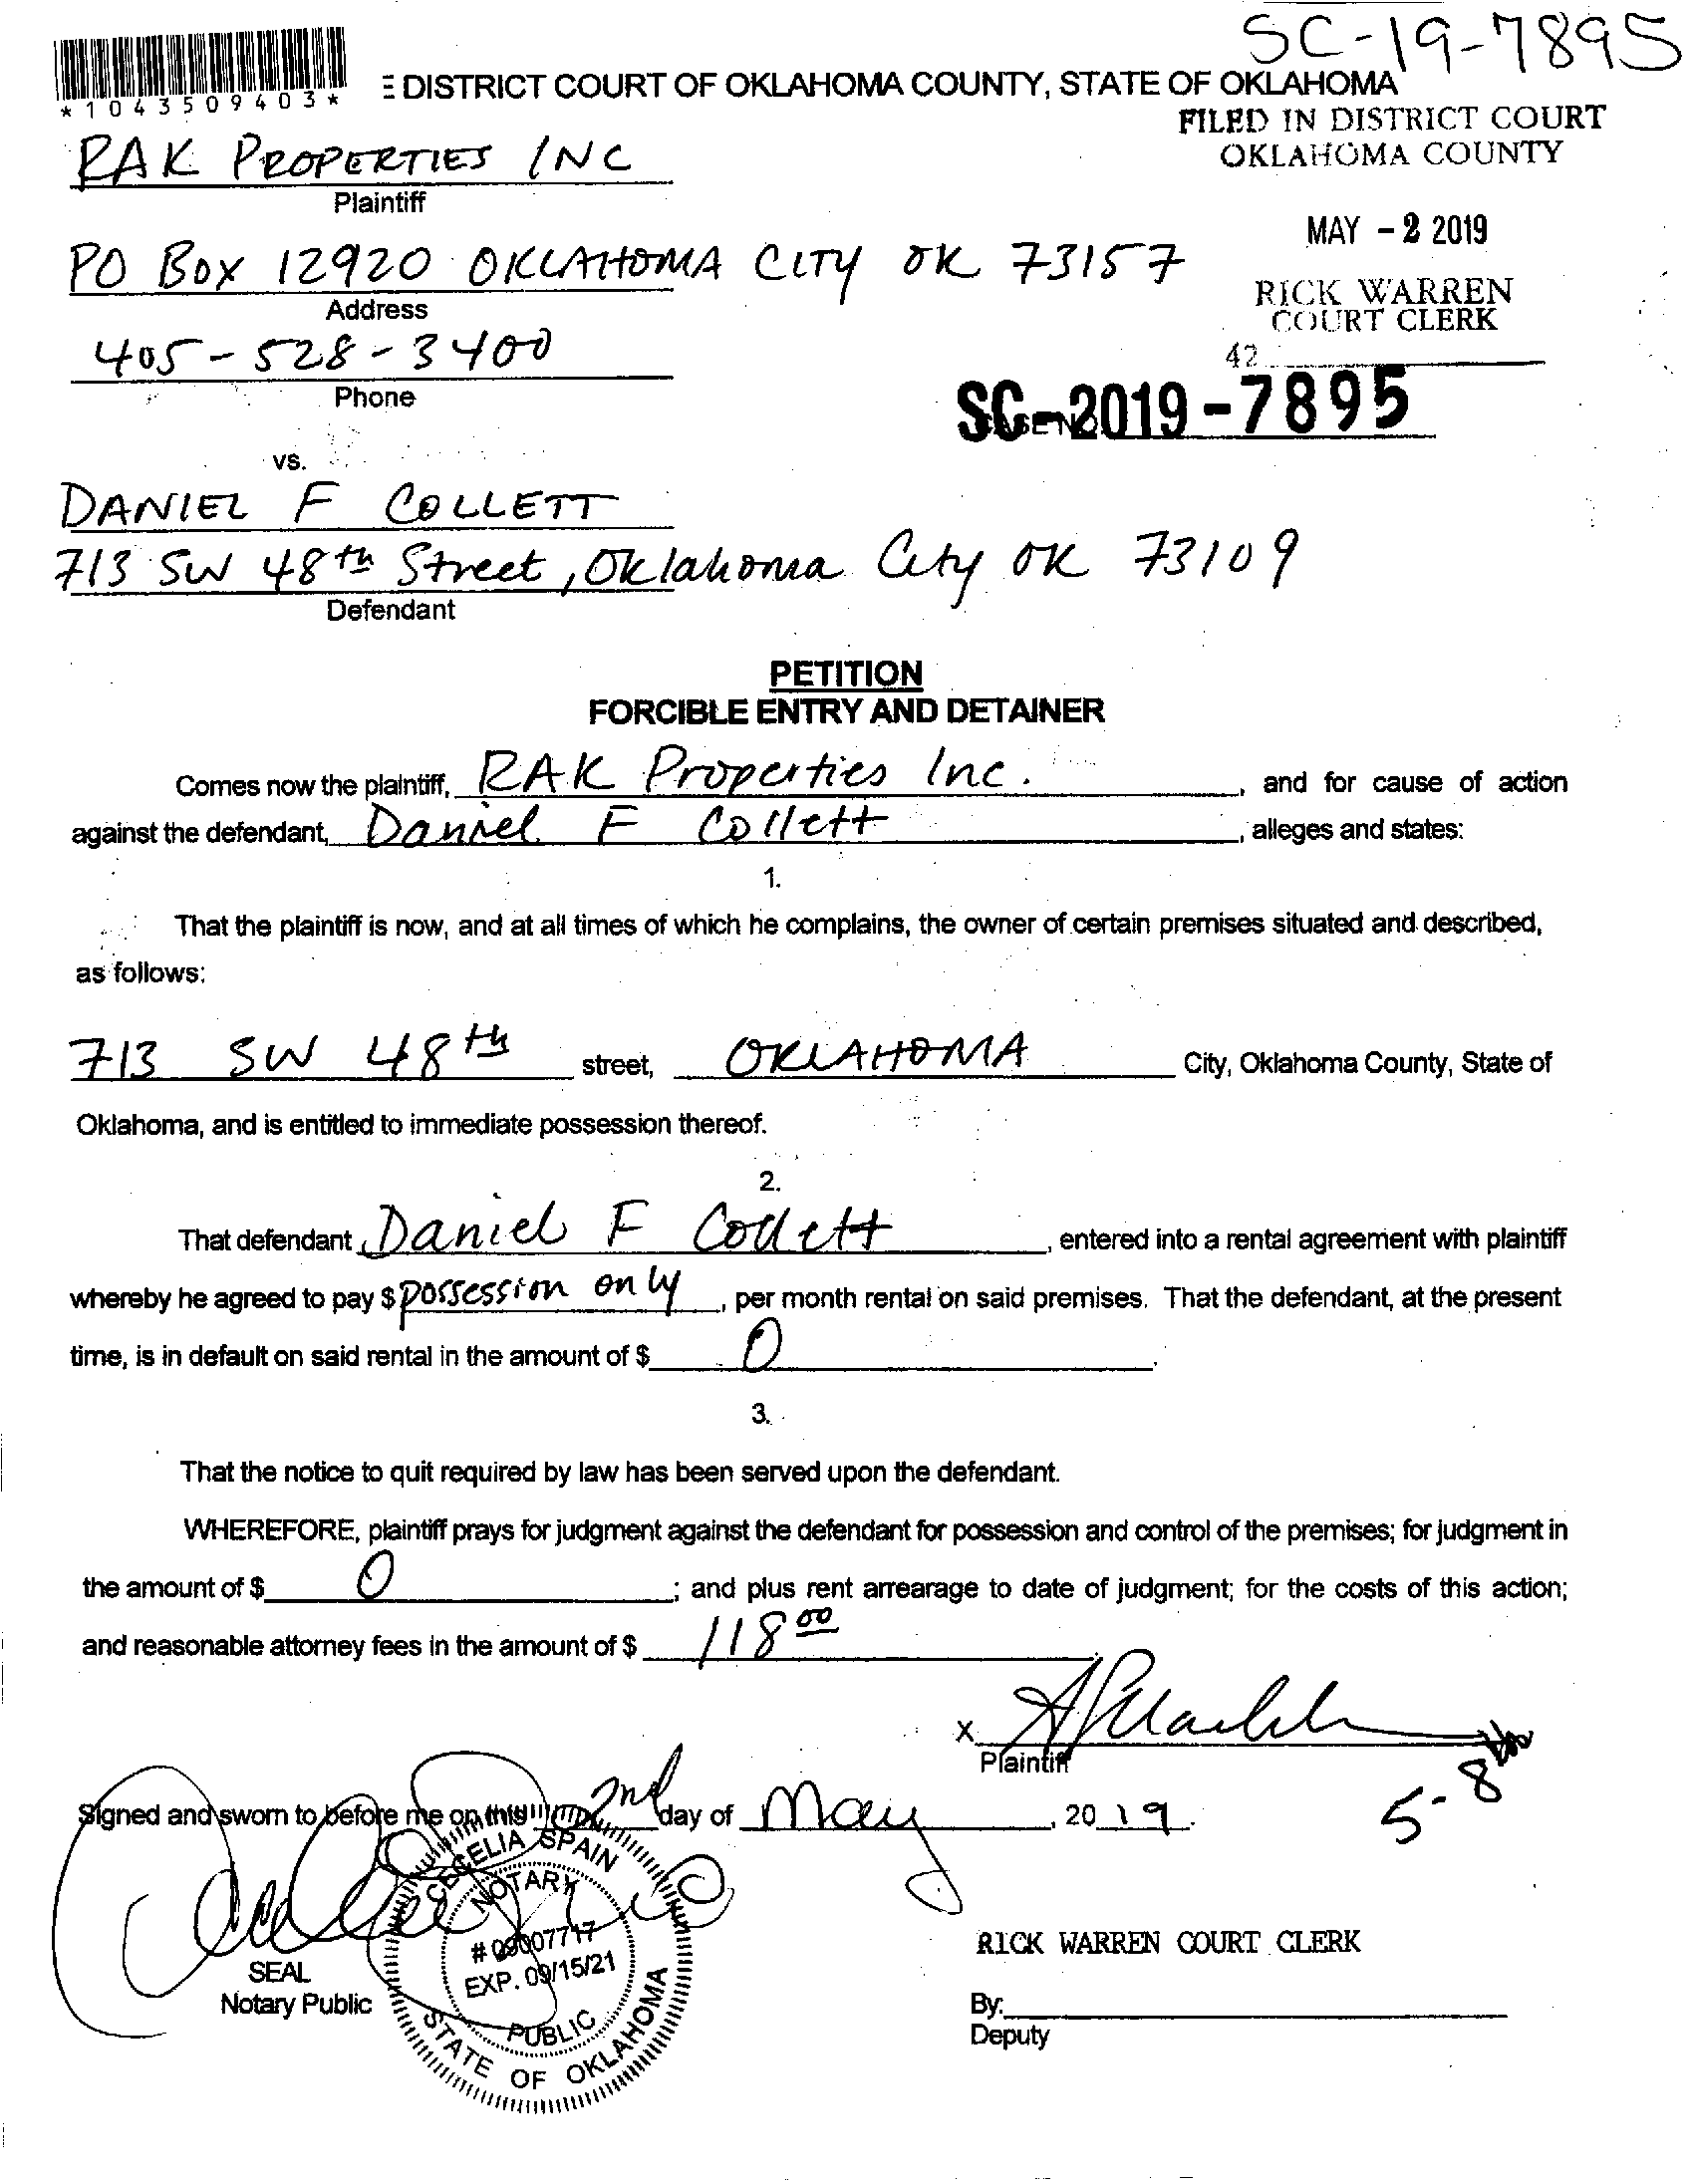 SC-19-7895
*1043509403*
E DISTRICT COURT OF OKLAHOMA COUNTY, STATE OF OKLAHOMA
FILED IN DISTRICT COURT
OKLAHOMA COUNTY
RAK PROPERTIES INC
Plaintiff
MAY - 2 2019
PO Box 12920 OKLAHOMA CITY OK 73157
Address
RICK WARREN
COURT CLERK
405-528-3400
42
Phone
SC-2019-7895
vs.
DANIEL F COLLETT
713 SW 48th Street, Oklahoma City OK 73109
Defendant
PETITION
FORCIBLE ENTRY AND DETAINER
Comes now the plaintiff, RAK Properties Inc. , and for cause of action
against the defendant, Daniel F Collett , alleges and states:
1.
That the plaintiff is now, and at all times of which he complains, the owner of certain premises situated and described,
as follows:
713 SW 48th street, OKLAHOMA City, Oklahoma County, State of
Oklahoma, and is entitled to immediate possession thereof.
2.
That defendant Daniel F Collett , entered into a rental agreement with plaintiff
whereby he agreed to pay $ possession only , per month rental on said premises. That the defendant, at the present
time, is in default on said rental in the amount of $ 0 .
3.
That the notice to quit required by law has been served upon the defendant.
WHEREFORE, plaintiff prays for judgment against the defendant for possession and control of the premises; for judgment in
the amount of $ 0 ; and plus rent arrearage to date of judgment; for the costs of this action;
and reasonable attorney fees in the amount of $ 118 00
X
Plaintiff
5-8
Signed and sworn to before me on this 2nd day of May , 20 19 .
CECELIA SPAIN
NOTARY
# 09007717
EXP. 09/15/21
PUBLIC
STATE OF OKLAHOMA
SEAL
Notary Public
RICK WARREN COURT CLERK
By:
Deputy